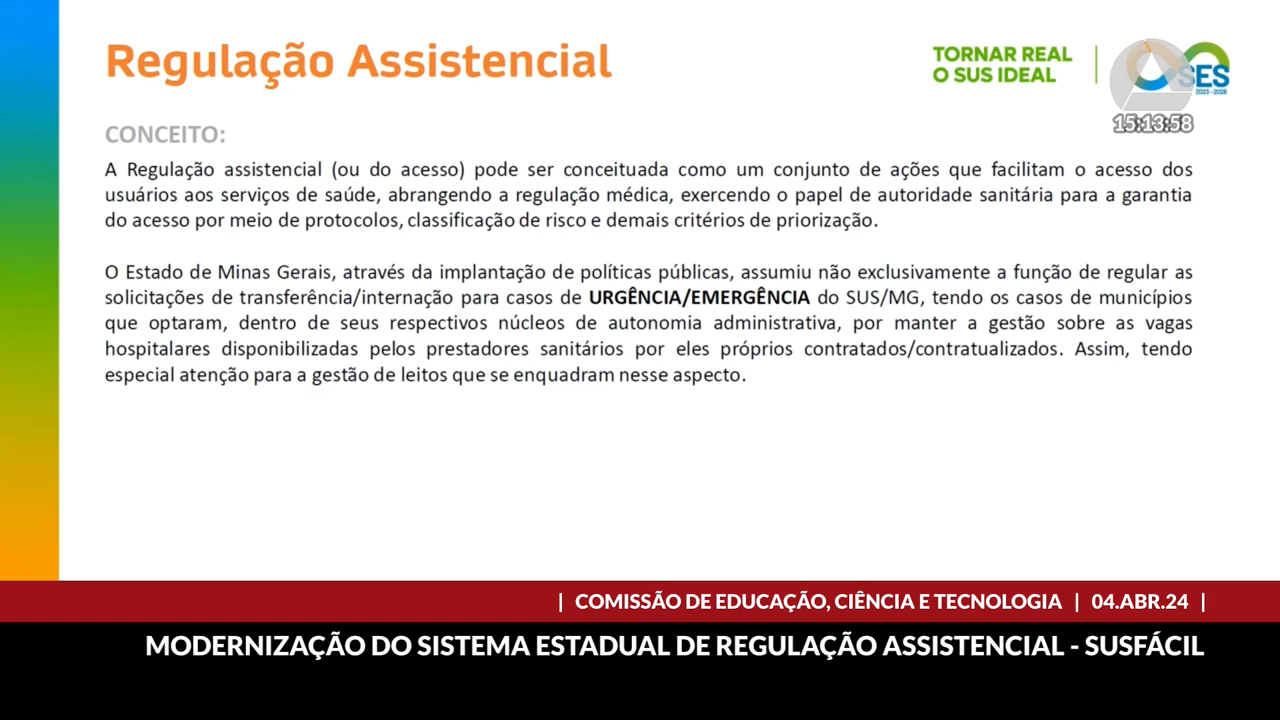 Regulação Assistencial
TORNAR REAL
O SUS IDEAL
SES
2023 - 2026
15:13:58
CONCEITO:
A Regulação assistencial (ou do acesso) pode ser conceituada como um conjunto de ações que facilitam o acesso dos
usuários aos serviços de saúde, abrangendo a regulação médica, exercendo o papel de autoridade sanitária para a garantia
do acesso por meio de protocolos, classificação de risco e demais critérios de priorização.
O Estado de Minas Gerais, através da implantação de políticas públicas, assumiu não exclusivamente a função de regular as
solicitações de transferência/internação para casos de URGÊNCIA/EMERGÊNCIA do SUS/MG, tendo os casos de municípios
que optaram, dentro de seus respectivos núcleos de autonomia administrativa, por manter a gestão sobre as vagas
hospitalares disponibilizadas pelos prestadores sanitários por eles próprios contratados/contratualizados. Assim, tendo
especial atenção para a gestão de leitos que se enquadram nesse aspecto.
| COMISSÃO DE EDUCAÇÃO, CIÊNCIA E TECNOLOGIA | 04.ABR.24 |
MODERNIZAÇÃO DO SISTEMA ESTADUAL DE REGULAÇÃO ASSISTENCIAL - SUSFÁCIL